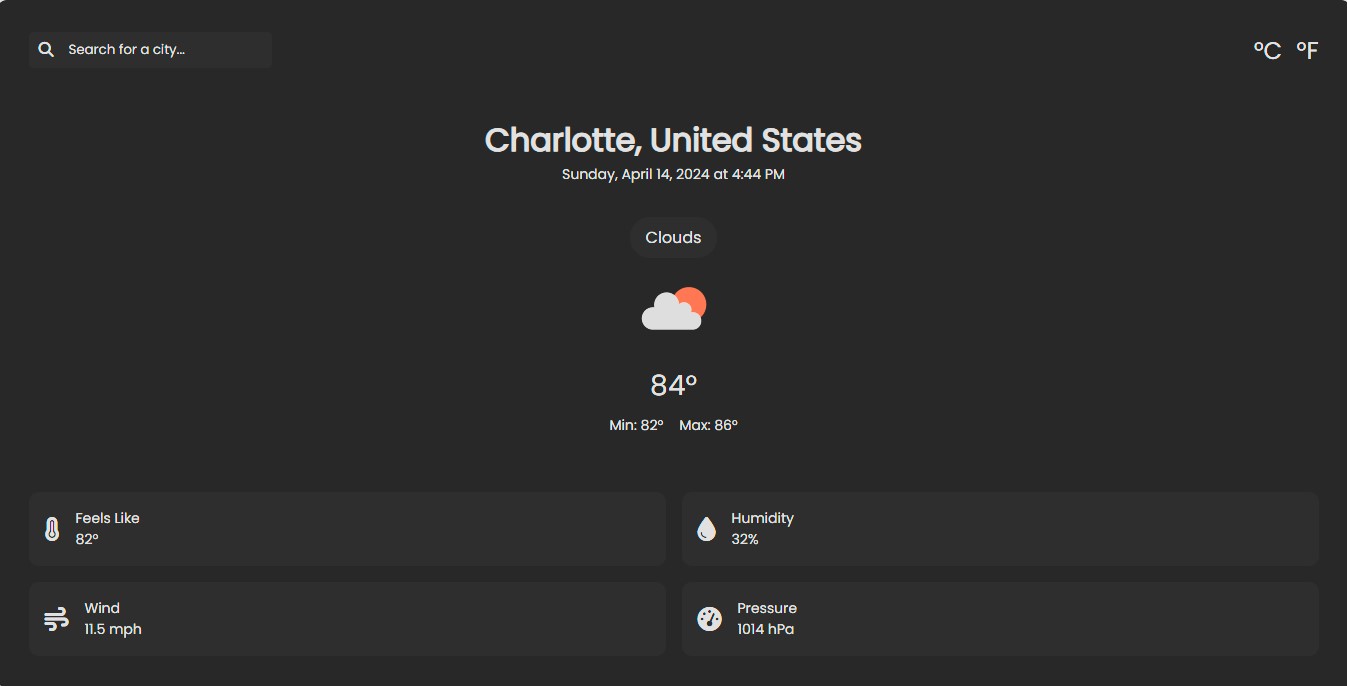 Search for a city...
°C °F
Charlotte, United States
Sunday, April 14, 2024 at 4:44 PM
Clouds
84°
Min: 82° Max: 86°
Feels Like
82°
Humidity
32%
Wind
11.5 mph
Pressure
1014 hPa